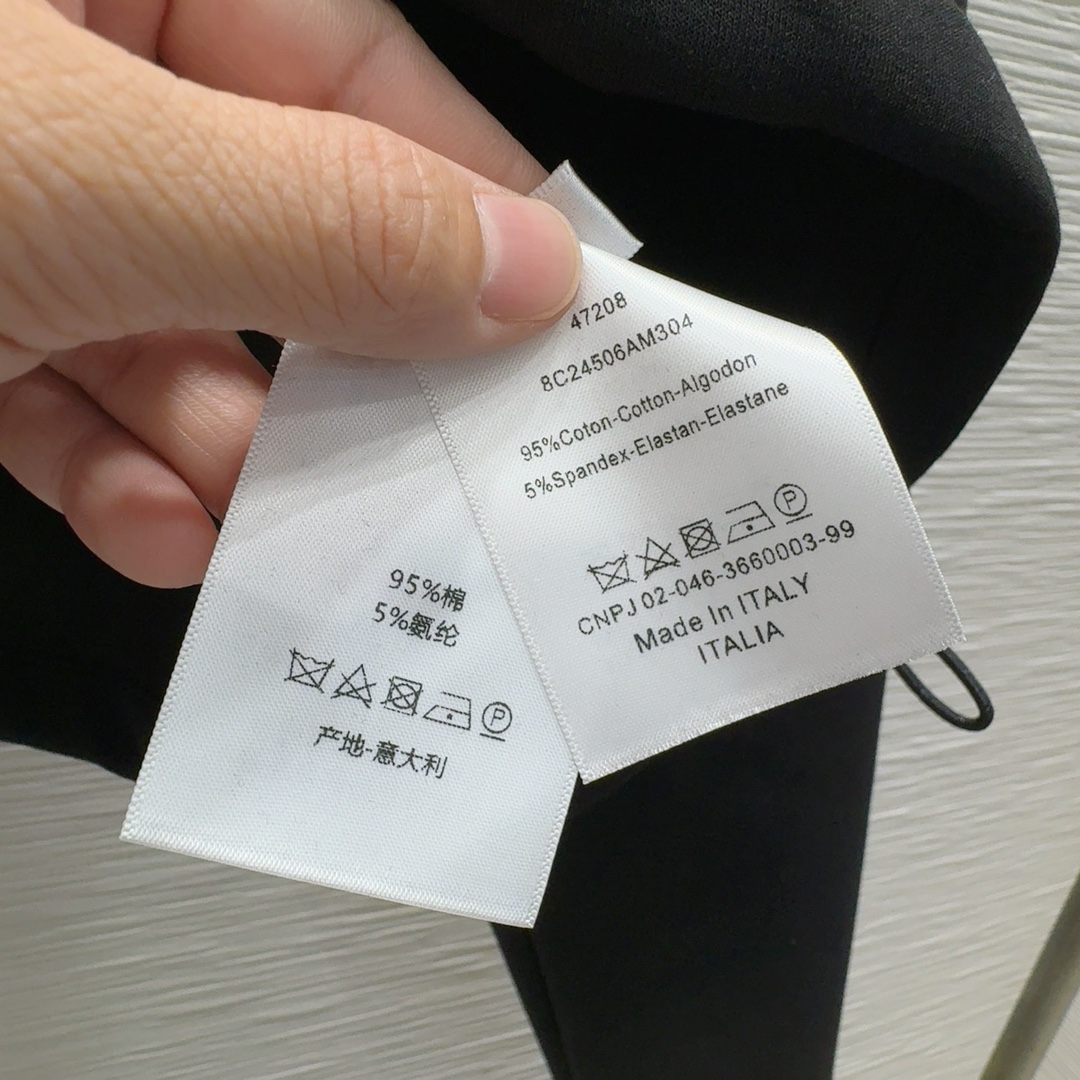 47208
8C24506AM304
95%Coton-Cotton-Algodon
5%Spandex-Elastan-Elastane
P
CNPJ 02-046-3660003-99
Made In ITALY
ITALIA
95%棉
5%氨纶
P
产地-意大利